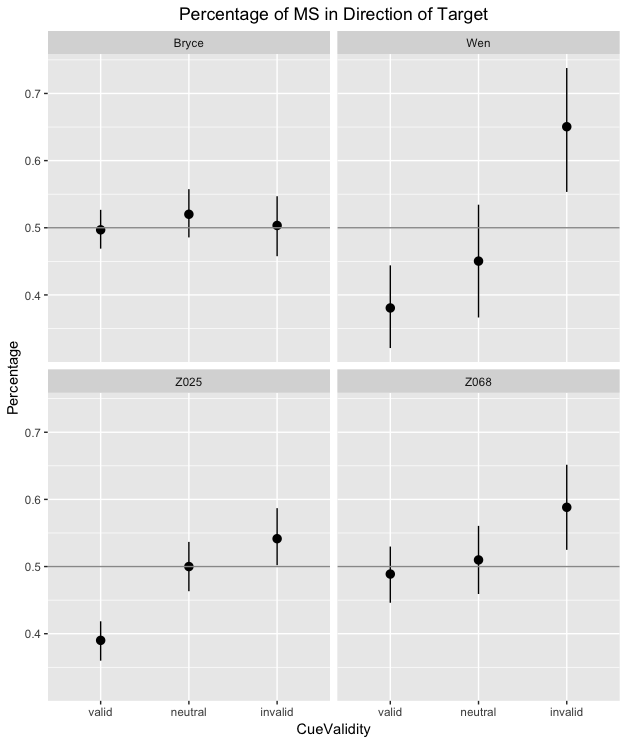 Percentage of MS in Direction of Target
Bryce
Wen
0.7
0.6
0.5
0.4
Z025
Z068
0.7
0.6
0.5
0.4
Percentage
valid
neutral
invalid
valid
neutral
invalid
CueValidity